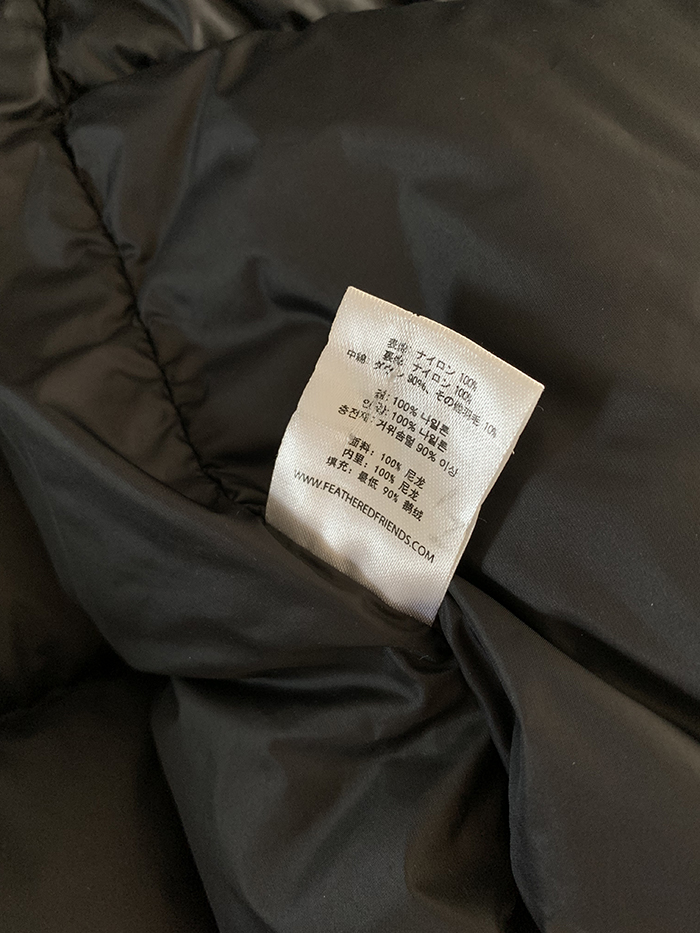 表地: ナイロン 100%
裏地: ナイロン 100%
中綿: ダウン 90%、その他羽毛 10%
겉: 100% 나일론
안감: 100% 나일론
충전재: 거위솜털 90% 이상
面料: 100% 尼龙
内里: 100% 尼龙
填充: 最低 90% 鹅绒
WWW.FEATHEREDFRIENDS.COM